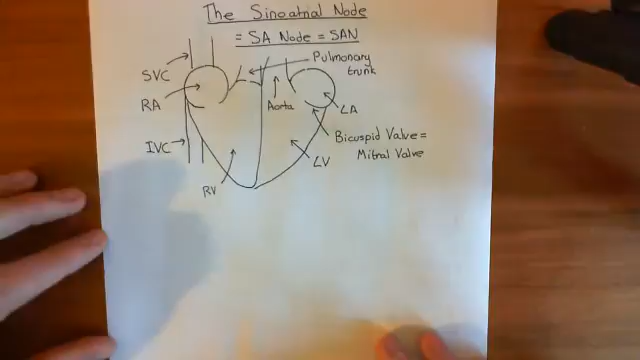 The Sinoatrial Node
= SA Node = SAN
Pulmonary
trunk
SVC
RA
Aorta
LA
Bicuspid Valve =
Mitral Valve
IVC
LV
RV